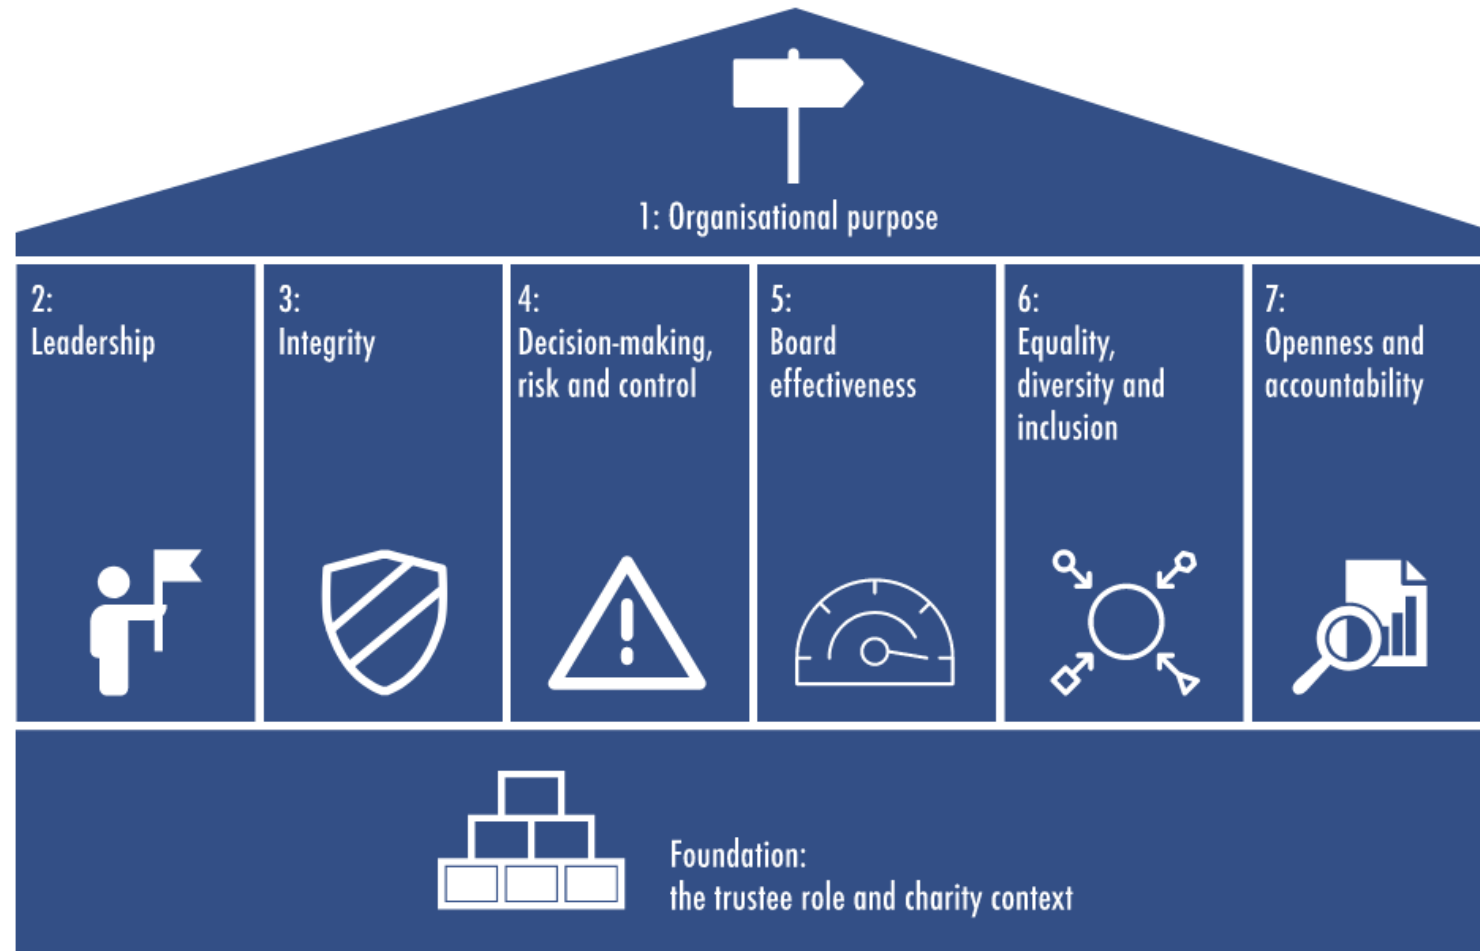 1: Organisational purpose
2:
Leadership
3:
Integrity
4:
Decision-making,
risk and control
5:
Board
effectiveness
6:
Equality,
diversity and
inclusion
7:
Openness and
accountability
Foundation:
the trustee role and charity context